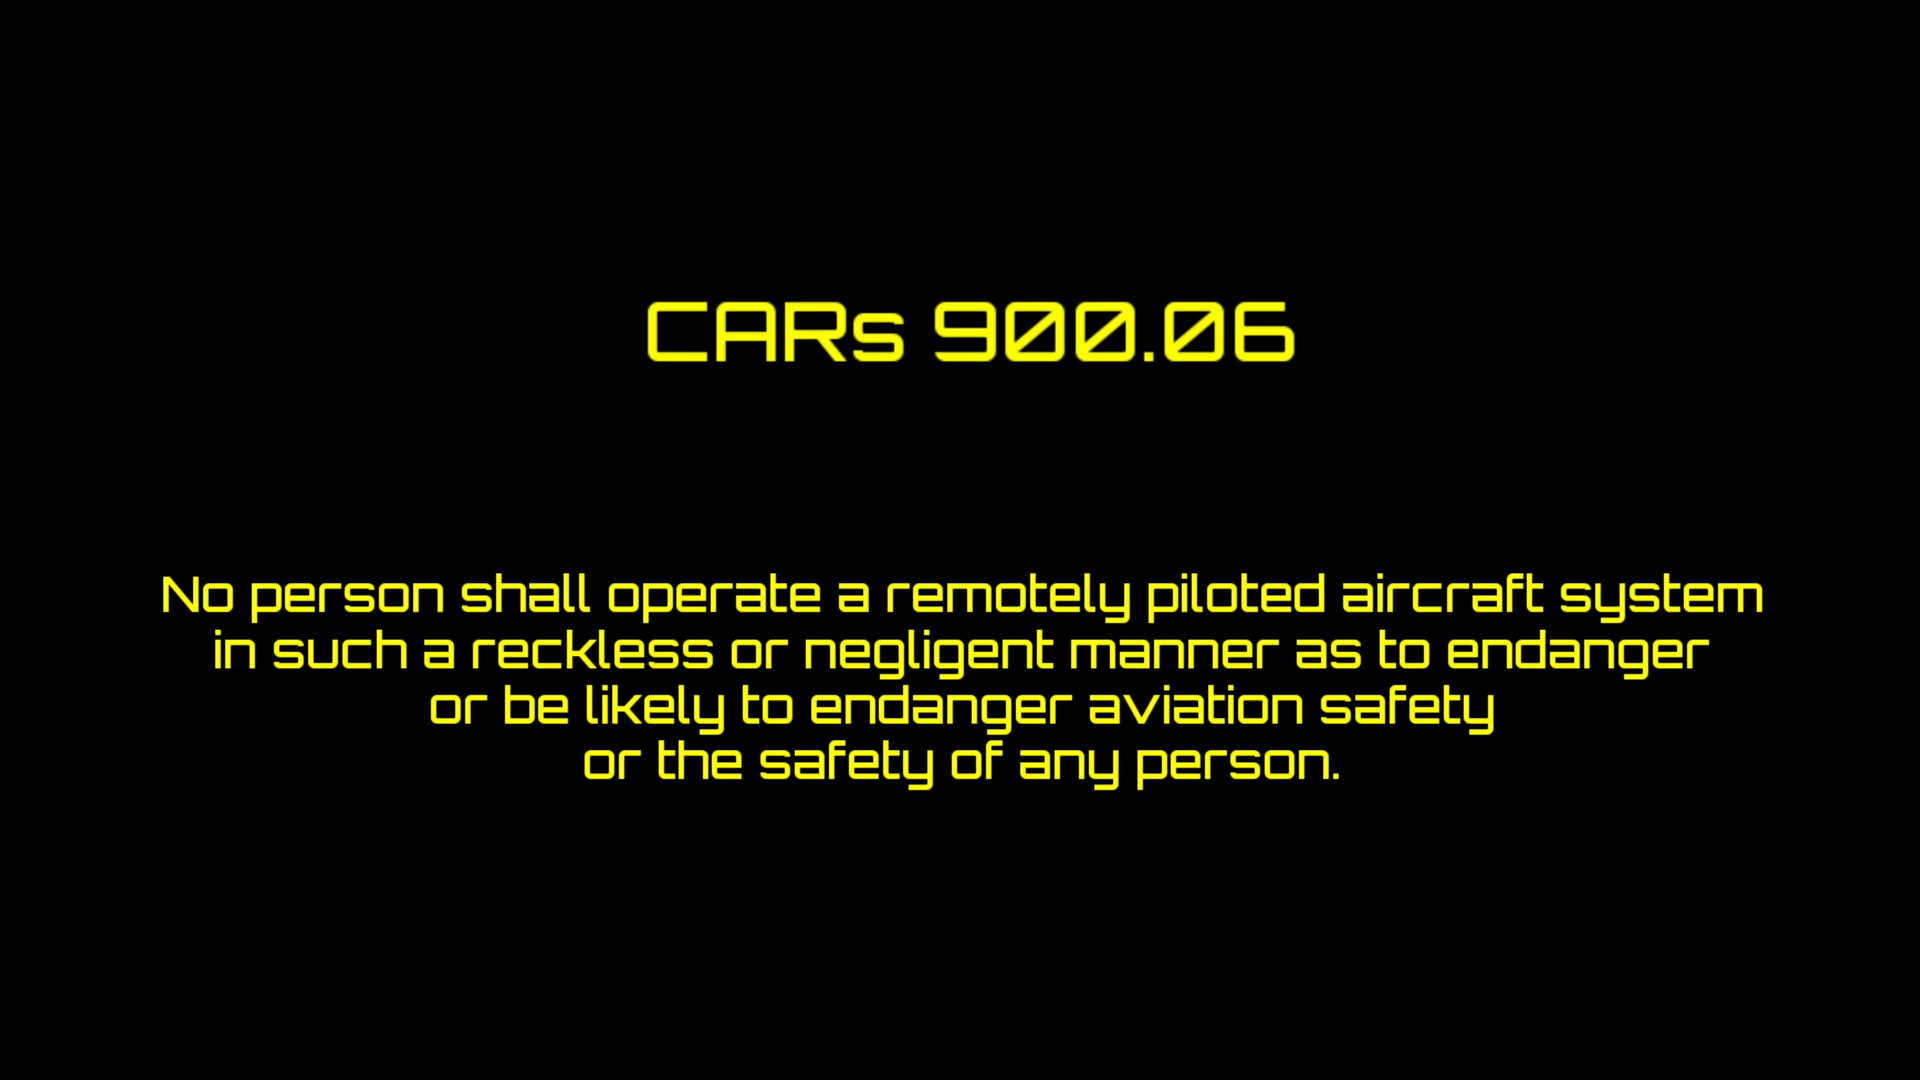 CARs 900.06
No person shall operate a remotely piloted aircraft system
in such a reckless or negligent manner as to endanger
or be likely to endanger aviation safety
or the safety of any person.